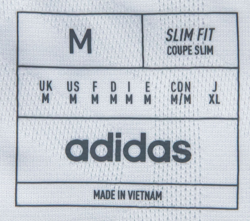 M
SLIM FIT
COUPE SLIM
UK US F D I E CON J
M M M M M M M/M XL
adidas
MADE IN VIETNAM